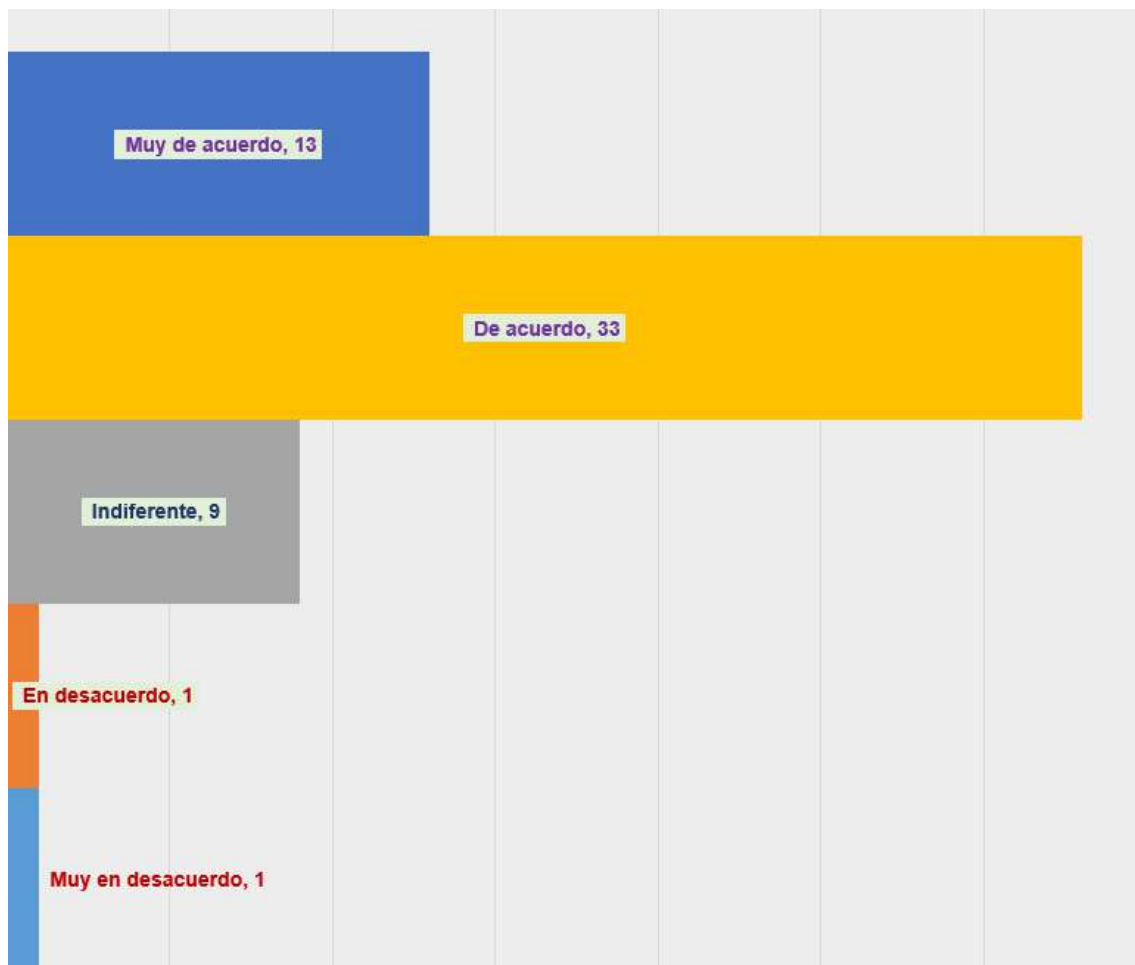 Muy de acuerdo, 13
De acuerdo, 33
Indiferente, 9
En desacuerdo, 1
Muy en desacuerdo, 1